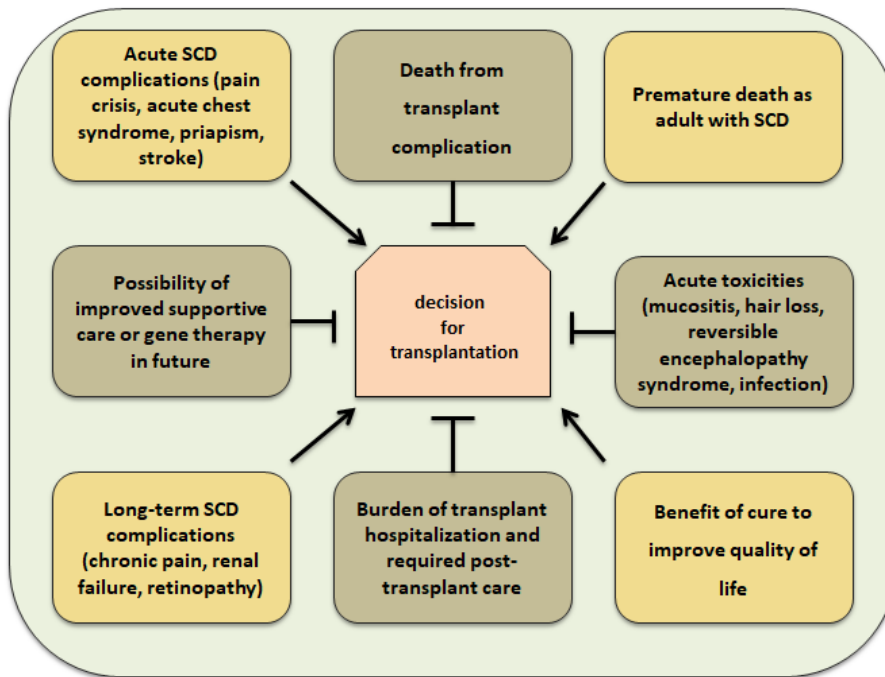 Acute SCD
complications (pain
crisis, acute chest
syndrome, priapism,
stroke)
Death from
transplant
complication
Premature death as
adult with SCD
Possibility of
improved supportive
care or gene therapy
in future
decision
for
transplantation
Acute toxicities
(mucositis, hair loss,
reversible
encephalopathy
syndrome, infection)
Long-term SCD
complications
(chronic pain, renal
failure, retinopathy)
Burden of transplant
hospitalization and
required post-
transplant care
Benefit of cure to
improve quality of
life